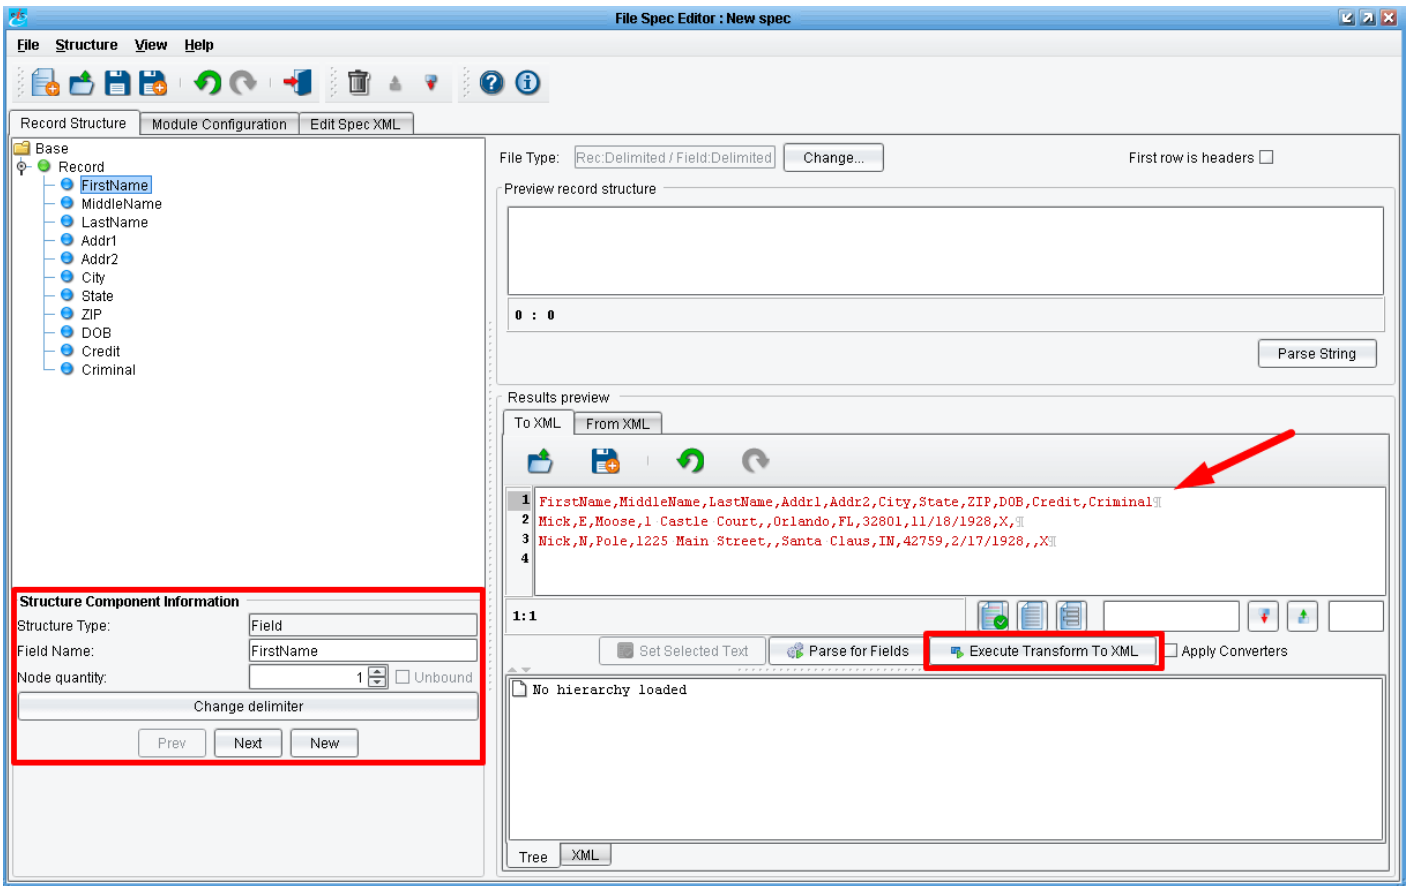 File Spec Editor : New spec
File Structure View Help
Record Structure Module Configuration Edit Spec XML
Base
Record
FirstName
MiddleName
LastName
Addr1
Addr2
City
State
ZIP
DOB
Credit
Criminal
Structure Component Information
Structure Type: Field
Field Name: FirstName
Node quantity: 1 Unbound
Change delimiter
Prev Next New
File Type: Rec:Delimited / Field:Delimited Change... First row is headers
Preview record structure
0 : 0
Parse String
Results preview
To XML From XML
1 FirstName,MiddleName,LastName,Addr1,Addr2,City,State,ZIP,DOB,Credit,Criminal¶
2 Mick,E,Moose,1 Castle Court,,Orlando,FL,32801,11/18/1928,X,¶
3 Nick,N,Pole,1225 Main Street,,Santa Claus,IN,42759,2/17/1928,,X¶
4
1:1
Set Selected Text Parse for Fields Execute Transform To XML Apply Converters
No hierarchy loaded
Tree XML